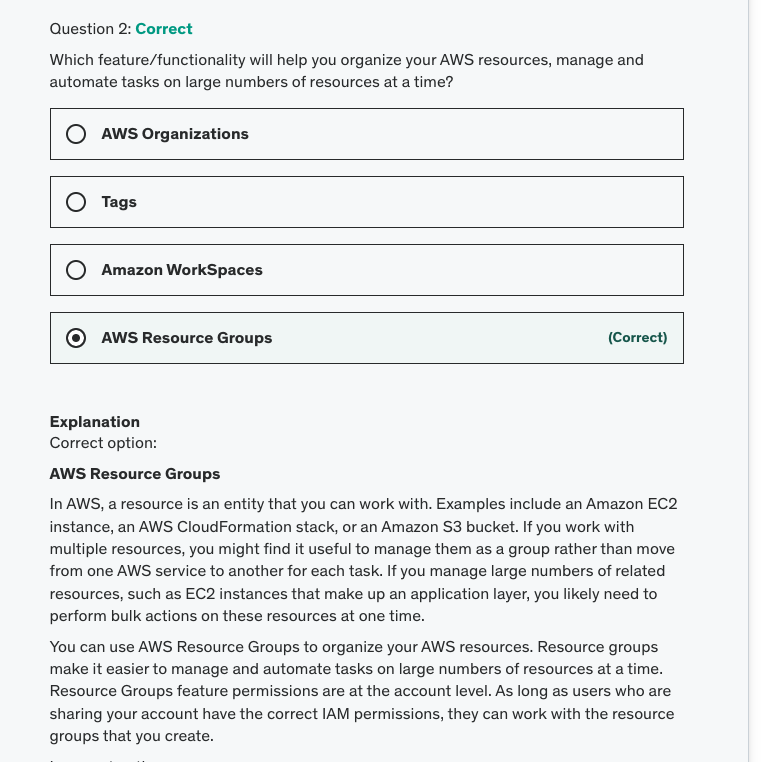 Question 2: Correct
Which feature/functionality will help you organize your AWS resources, manage and
automate tasks on large numbers of resources at a time?
AWS Organizations
Tags
Amazon WorkSpaces
AWS Resource Groups (Correct)
Explanation
Correct option:
AWS Resource Groups
In AWS, a resource is an entity that you can work with. Examples include an Amazon EC2
instance, an AWS CloudFormation stack, or an Amazon S3 bucket. If you work with
multiple resources, you might find it useful to manage them as a group rather than move
from one AWS service to another for each task. If you manage large numbers of related
resources, such as EC2 instances that make up an application layer, you likely need to
perform bulk actions on these resources at one time.
You can use AWS Resource Groups to organize your AWS resources. Resource groups
make it easier to manage and automate tasks on large numbers of resources at a time.
Resource Groups feature permissions are at the account level. As long as users who are
sharing your account have the correct IAM permissions, they can work with the resource
groups that you create.